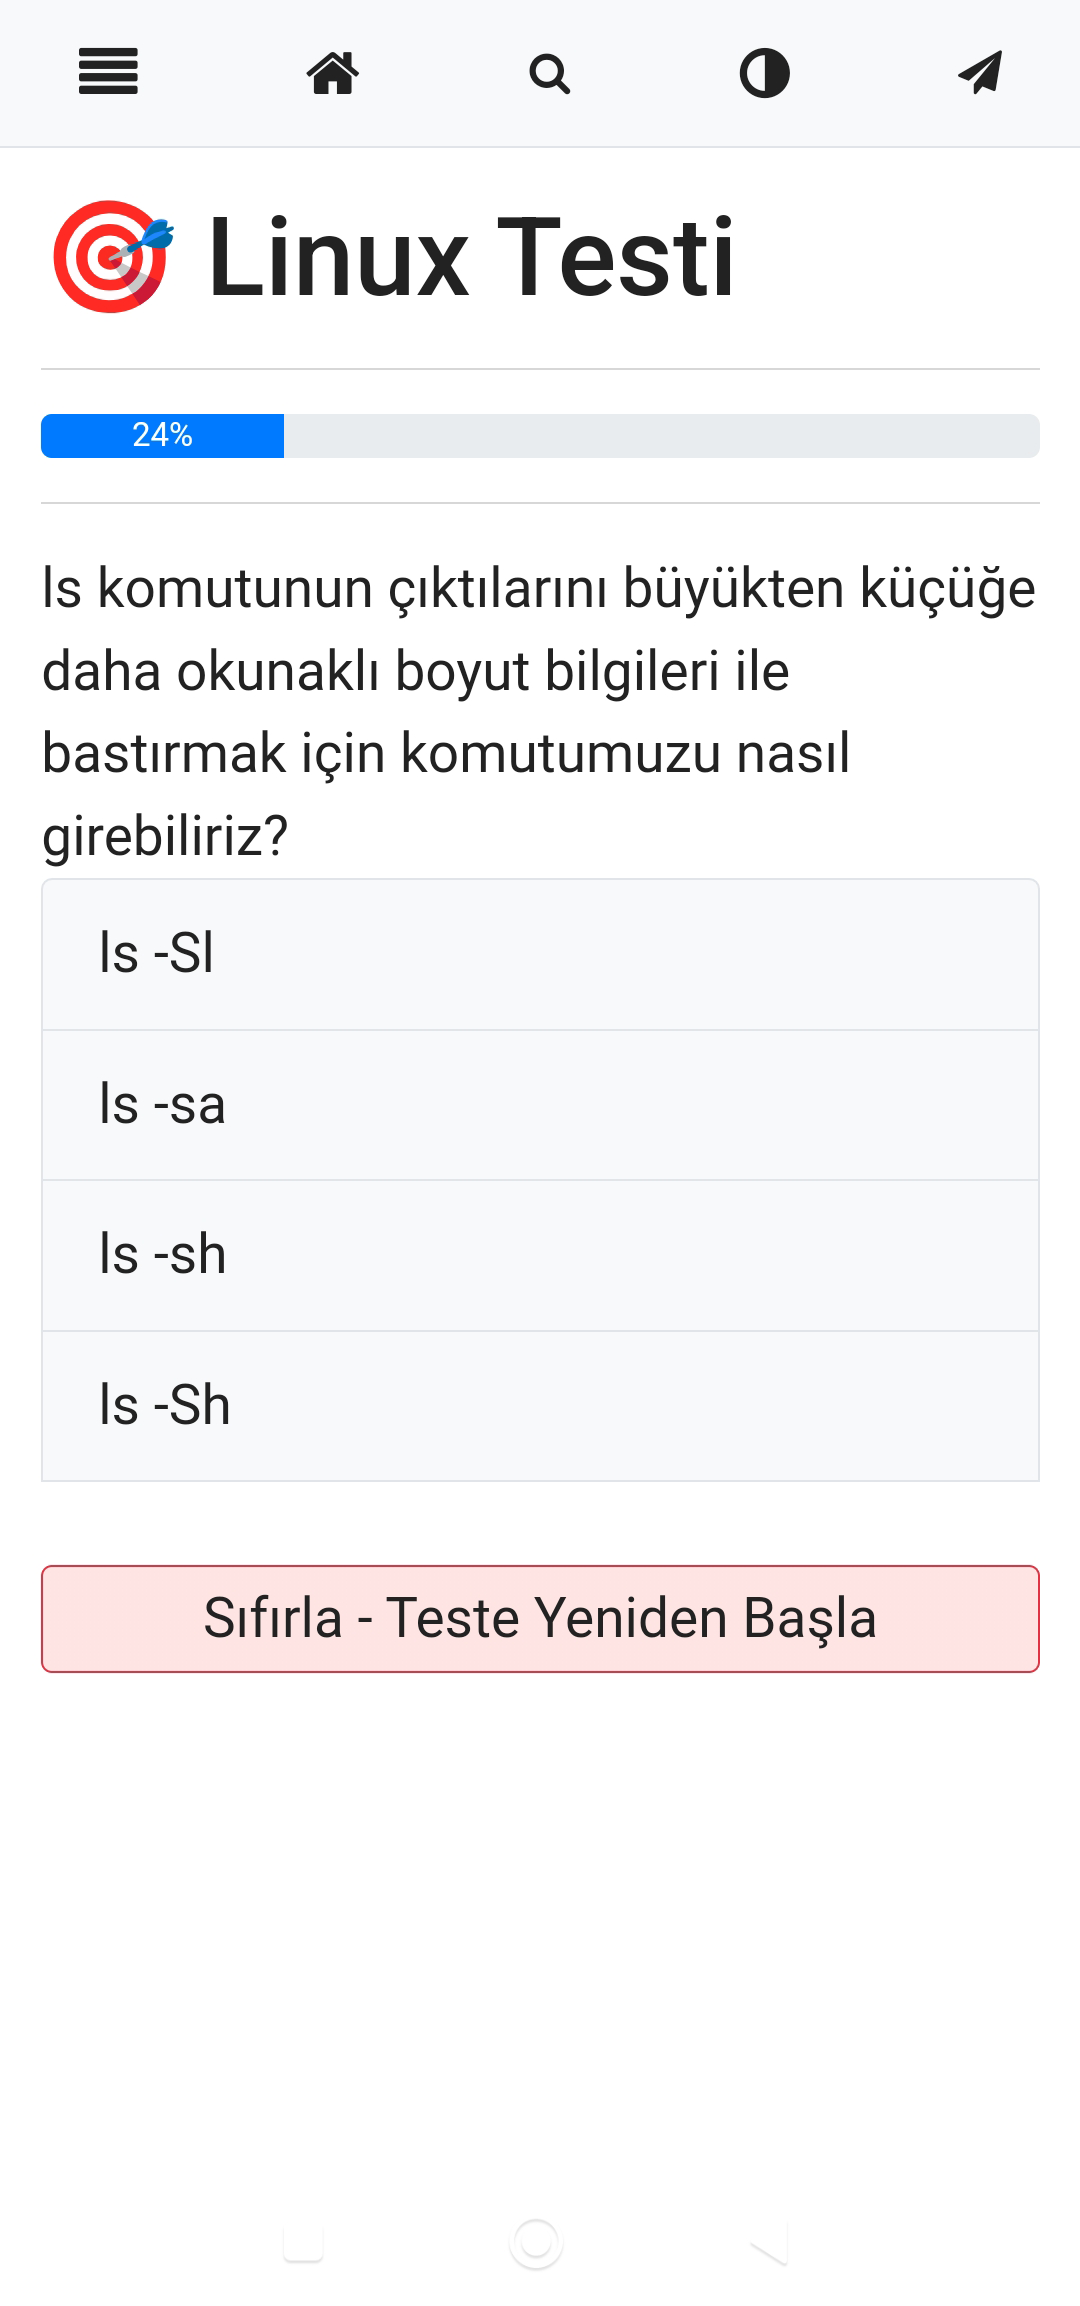 Linux Testi
24%
ls komutunun çıktılarını büyükten küçüğe
daha okunaklı boyut bilgileri ile
bastırmak için komutumuzu nasıl
girebiliriz?
ls -Sl
ls -sa
ls -sh
ls -Sh
Sıfırla - Teste Yeniden Başla